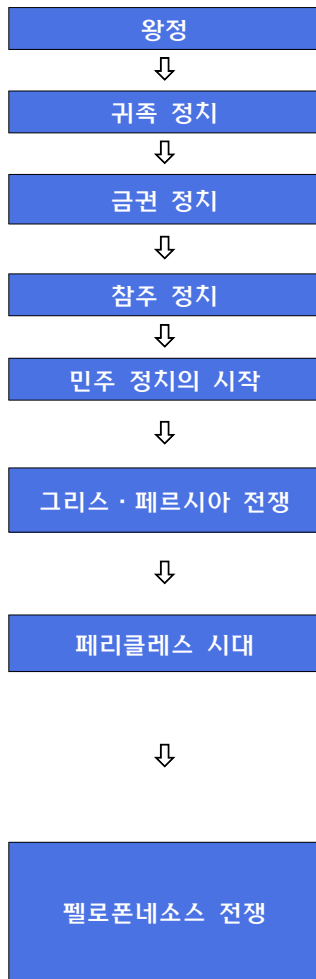 왕정
귀족 정치
금권 정치
참주 정치
민주 정치의 시작
그리스·페르시아 전쟁
페리클레스 시대
펠로폰네소스 전쟁